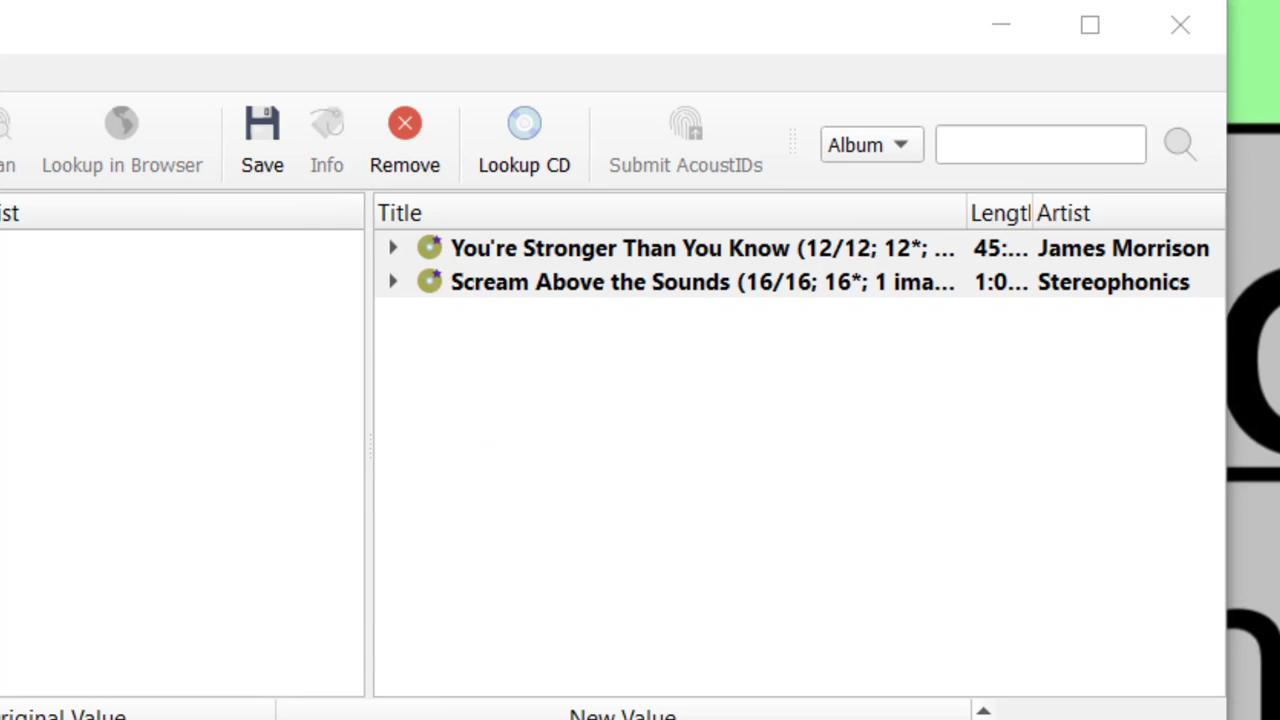 Lookup in Browser
Save
Info
Remove
Lookup CD
Submit AcoustIDs
Album
Title
Artist
You're Stronger Than You Know (12/12; 12*; ... 45:... James Morrison
Scream Above the Sounds (16/16; 16*; 1 ima... 1:0... Stereophonics
New Value